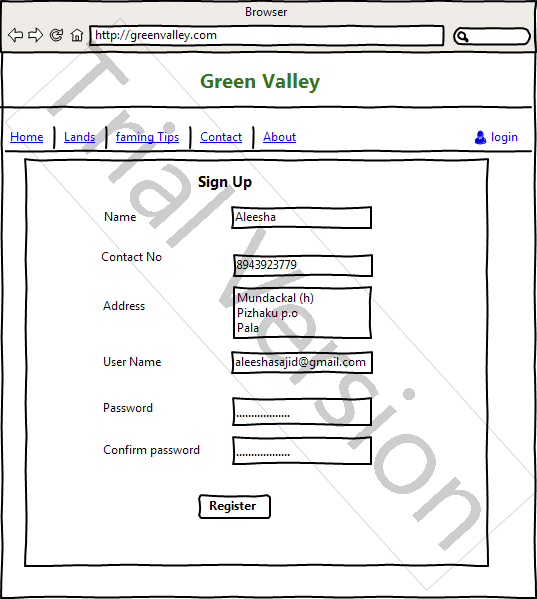 Browser
http://greenvalley.com
Green Valley
Home Lands faming Tips Contact About login
Sign Up
Name Aleesha
Contact No 8943923779
Address Mundackal (h)
Pizhaku p.o
Pala
User Name aleeshasajid@gmail.com
Password ..................
Confirm password ..................
Register
Trial Version